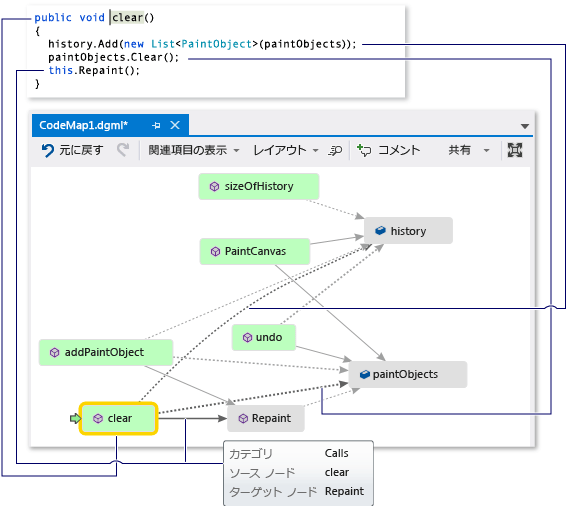 public void clear()
{
history.Add(new List<PaintObject>(paintObjects));
paintObjects.Clear();
this.Repaint();
}
CodeMap1.dgml*
元に戻す 関連項目の表示 レイアウト コメント 共有
sizeOfHistory
history
PaintCanvas
undo
addPaintObject
paintObjects
clear
Repaint
カテゴリ Calls
ソース ノード clear
ターゲット ノード Repaint